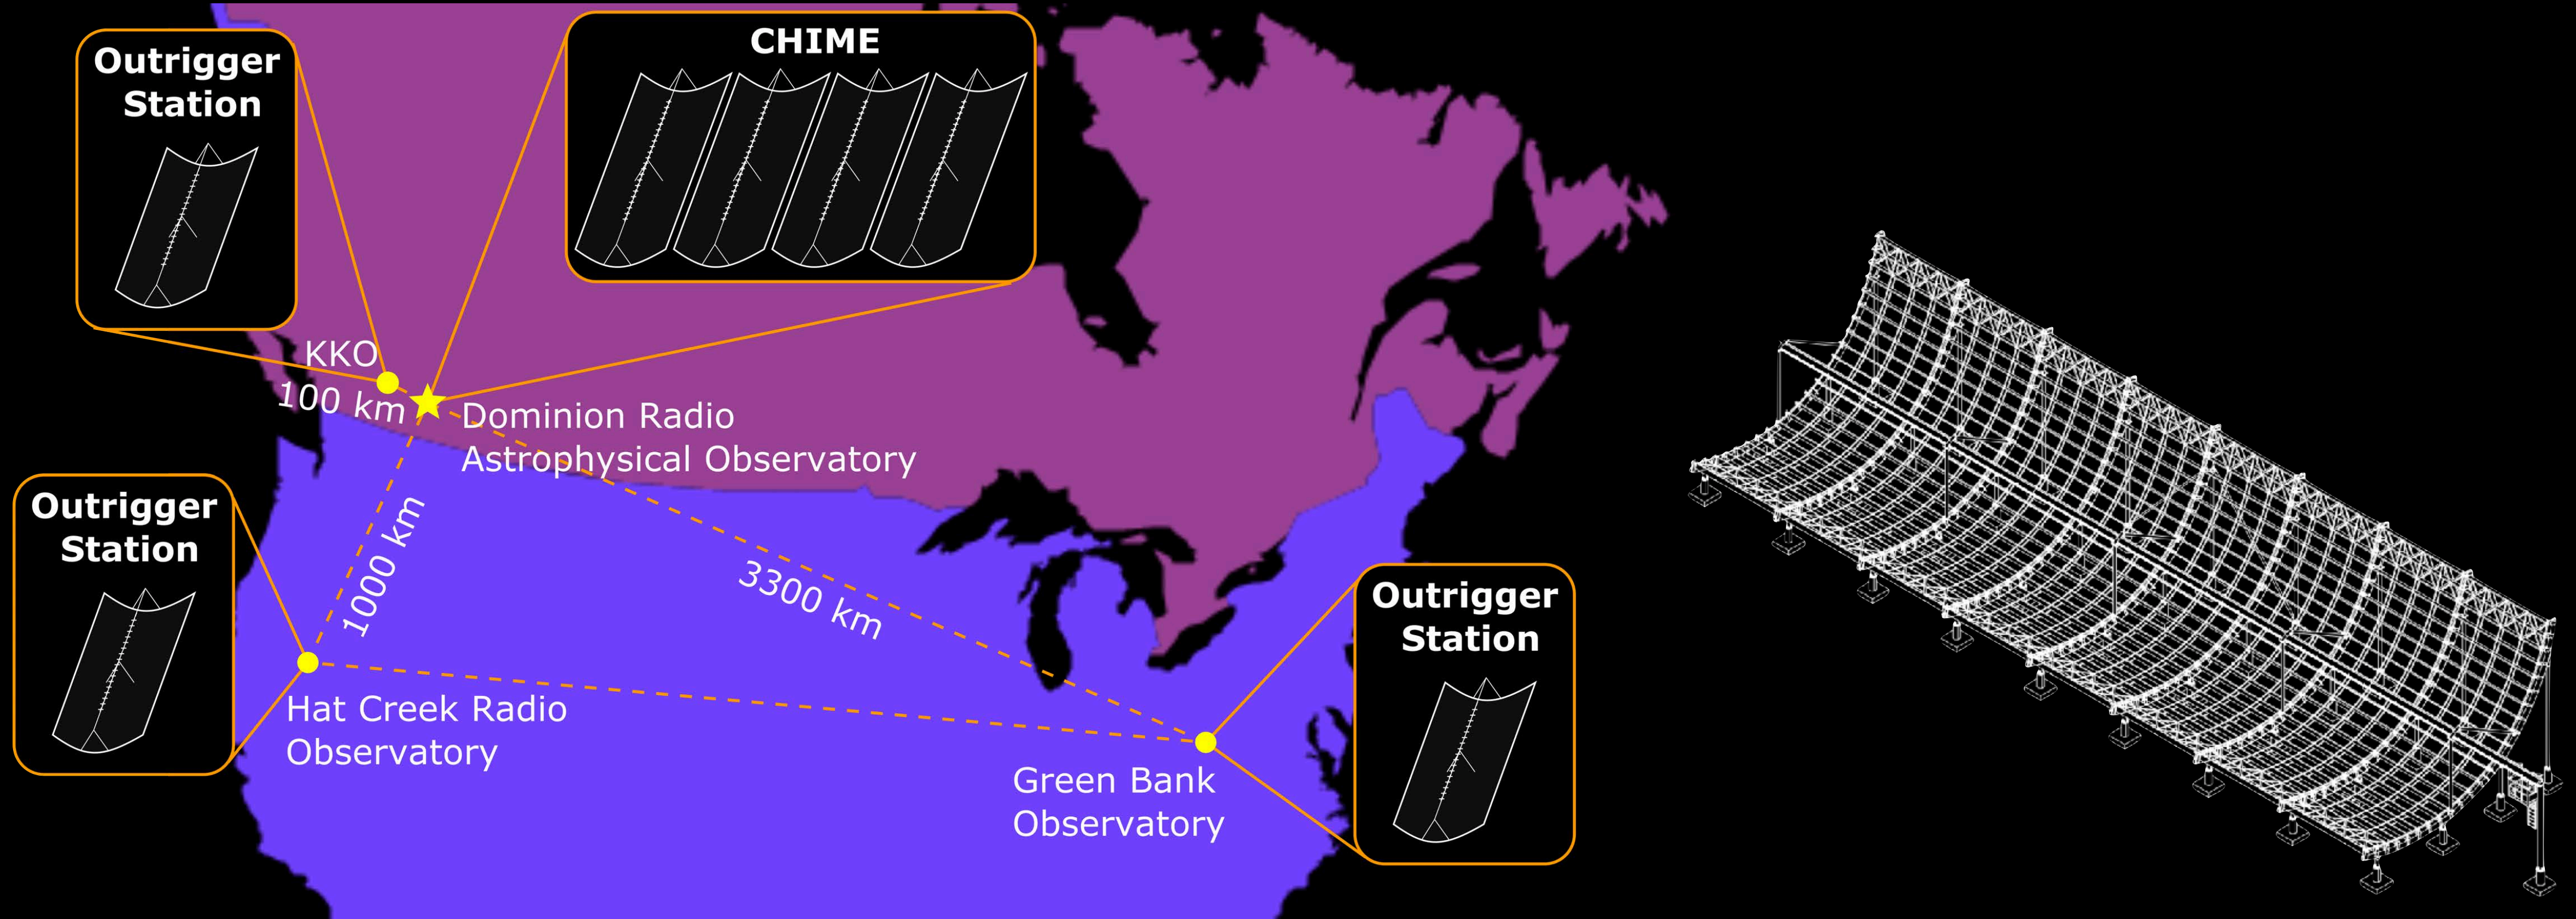 Outrigger
Station
CHIME
KKO
100 km
Dominion Radio
Astrophysical Observatory
Outrigger
Station
1000 km
3300 km
Hat Creek Radio
Observatory
Outrigger
Station
Green Bank
Observatory